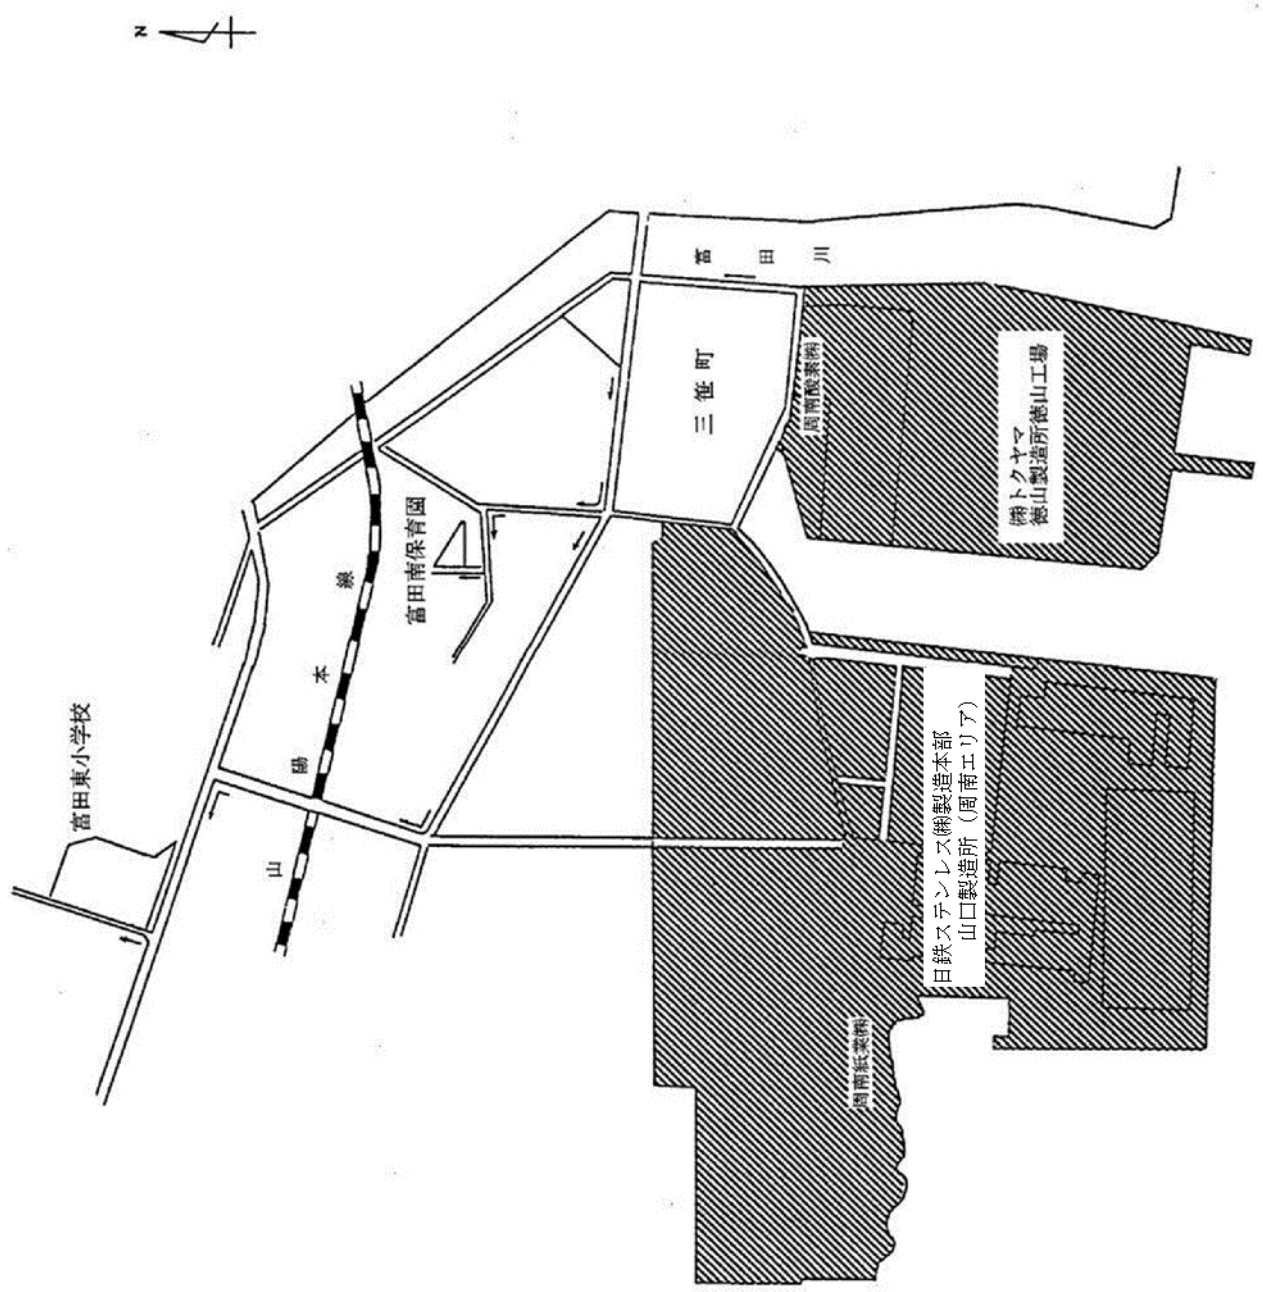 N
富田川
三笹町
周南酸素㈱
㈱トクヤマ
徳山製造所徳山工場
富田南保育園
山陽本線
富田東小学校
日鉄ステンレス㈱製造本部
山口製造所（周南エリア）
周南紙業㈱